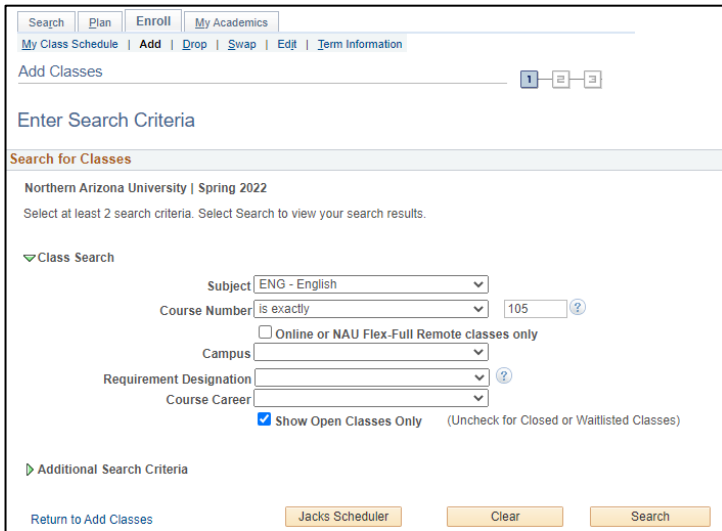 Search Plan Enroll My Academics
My Class Schedule | Add | Drop | Swap | Edit | Term Information
Add Classes
1 2 3
Enter Search Criteria
Search for Classes
Northern Arizona University | Spring 2022
Select at least 2 search criteria. Select Search to view your search results.
Class Search
Subject ENG - English
Course Number is exactly 105 ?
Online or NAU Flex-Full Remote classes only
Campus
Requirement Designation ?
Course Career
Show Open Classes Only (Uncheck for Closed or Waitlisted Classes)
Additional Search Criteria
Return to Add Classes Jacks Scheduler Clear Search